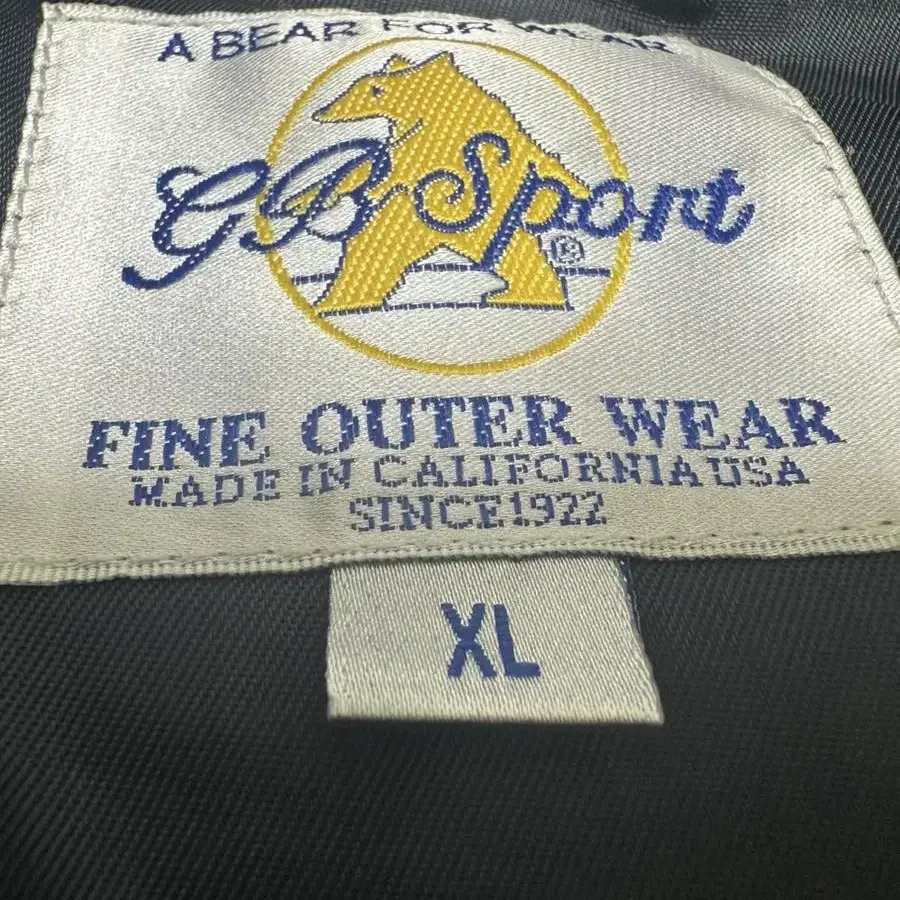 A BEAR FOR WEAR
GB Sport
®
FINE OUTER WEAR
MADE IN CALIFORNIA USA
SINCE 1922
XL